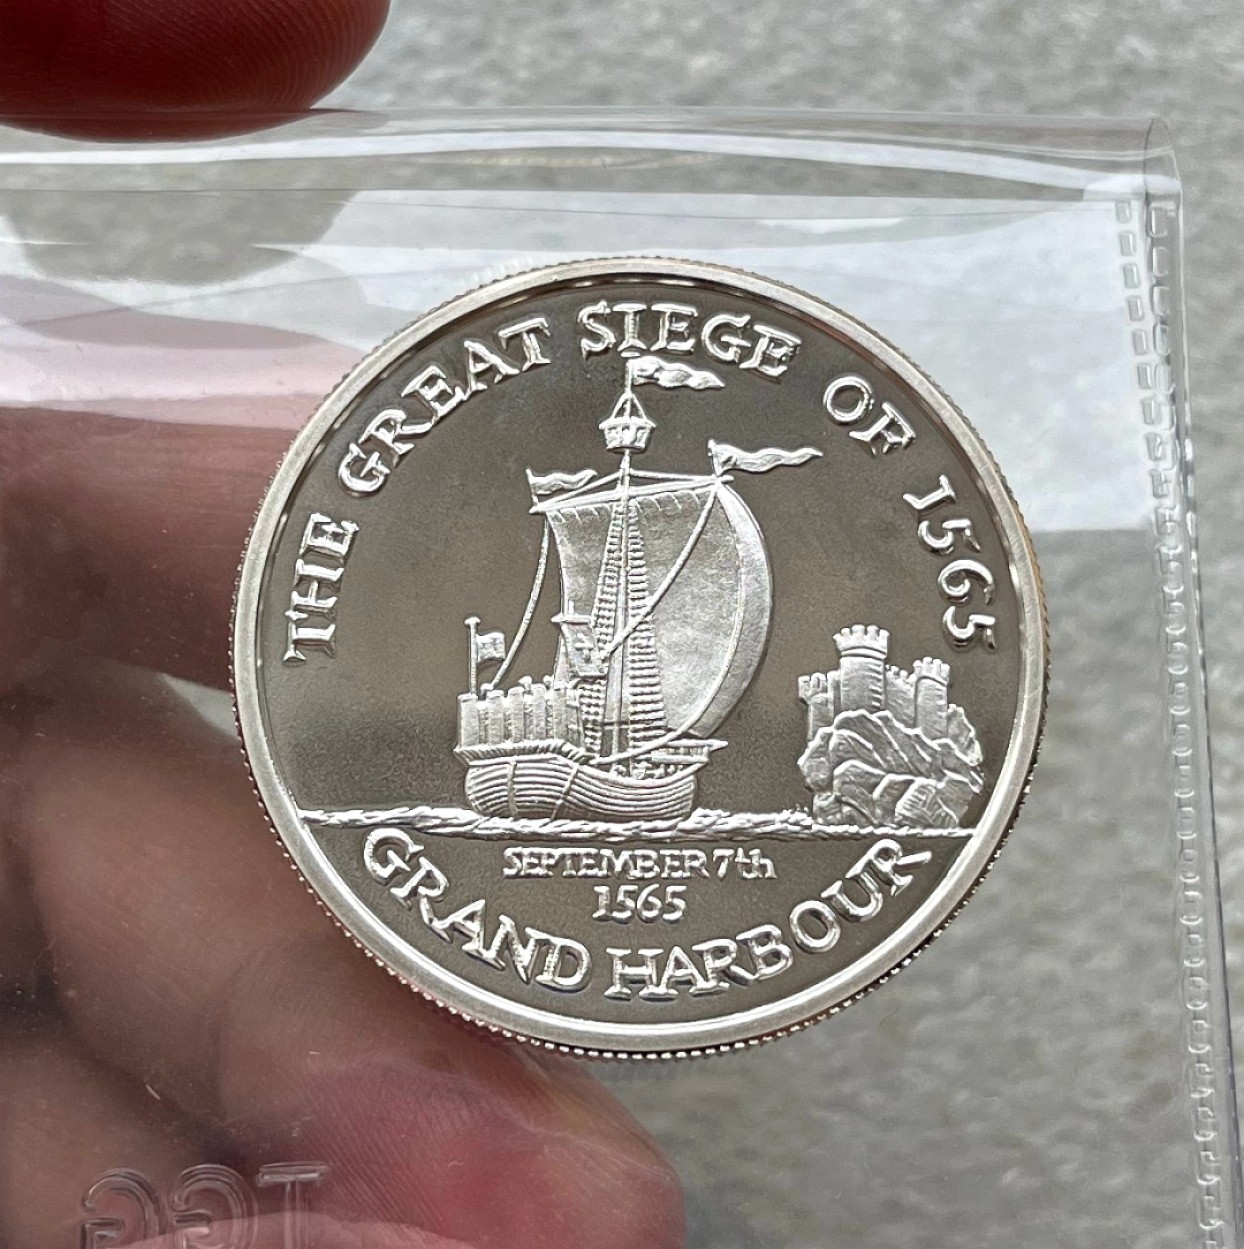 THE GREAT SIEGE OF 1565
SEPTEMBER 7th
1565
GRAND HARBOUR